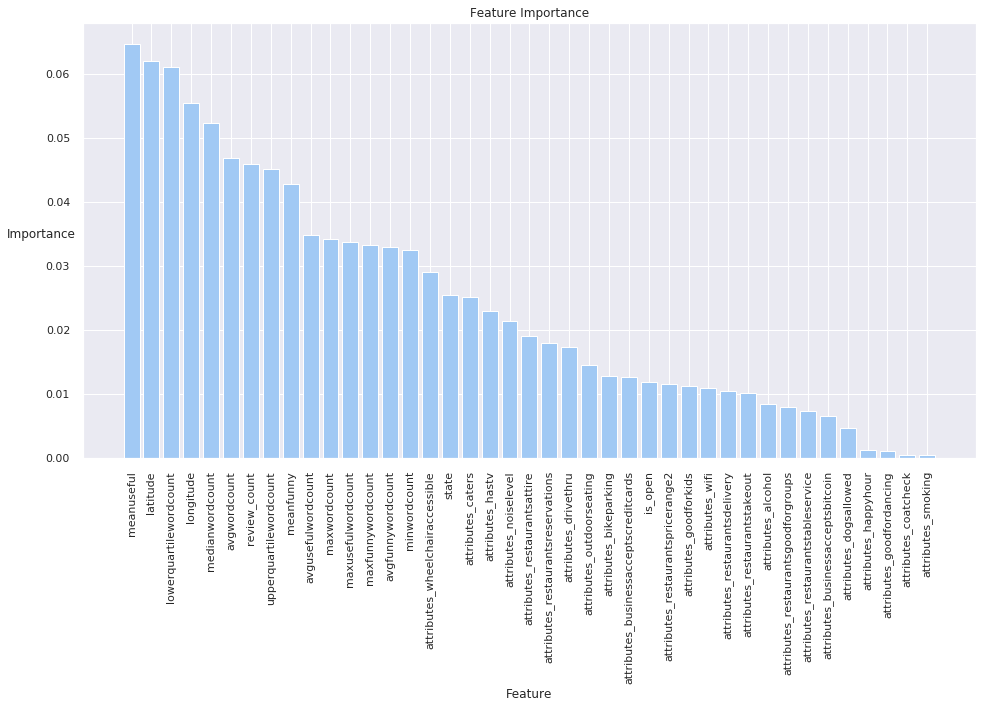 Feature Importance
0.06
0.05
0.04
Importance
0.03
0.02
0.01
0.00
meanuseful
latitude
lowerquartilewordcount
longitude
medianwordcount
avgwordcount
review_count
upperquartilewordcount
meanfunny
avgusefulwordcount
maxwordcount
maxusefulwordcount
maxfunnywordcount
avgfunnywordcount
minwordcount
attributes_wheelchairaccessible
state
attributes_caters
attributes_hastv
attributes_noiselevel
attributes_restaurantsattire
attributes_restaurantsreservations
attributes_drivethru
attributes_outdoorseating
attributes_bikeparking
attributes_businessacceptscreditcards
is_open
attributes_restaurantspricerange2
attributes_goodforkids
attributes_wifi
attributes_restaurantsdelivery
attributes_restaurantstakeout
attributes_alcohol
attributes_restaurantsgoodforgroups
attributes_restaurantstableservice
attributes_businessacceptsbitcoin
attributes_dogsallowed
attributes_happyhour
attributes_goodfordancing
attributes_coatcheck
attributes_smoking
Feature